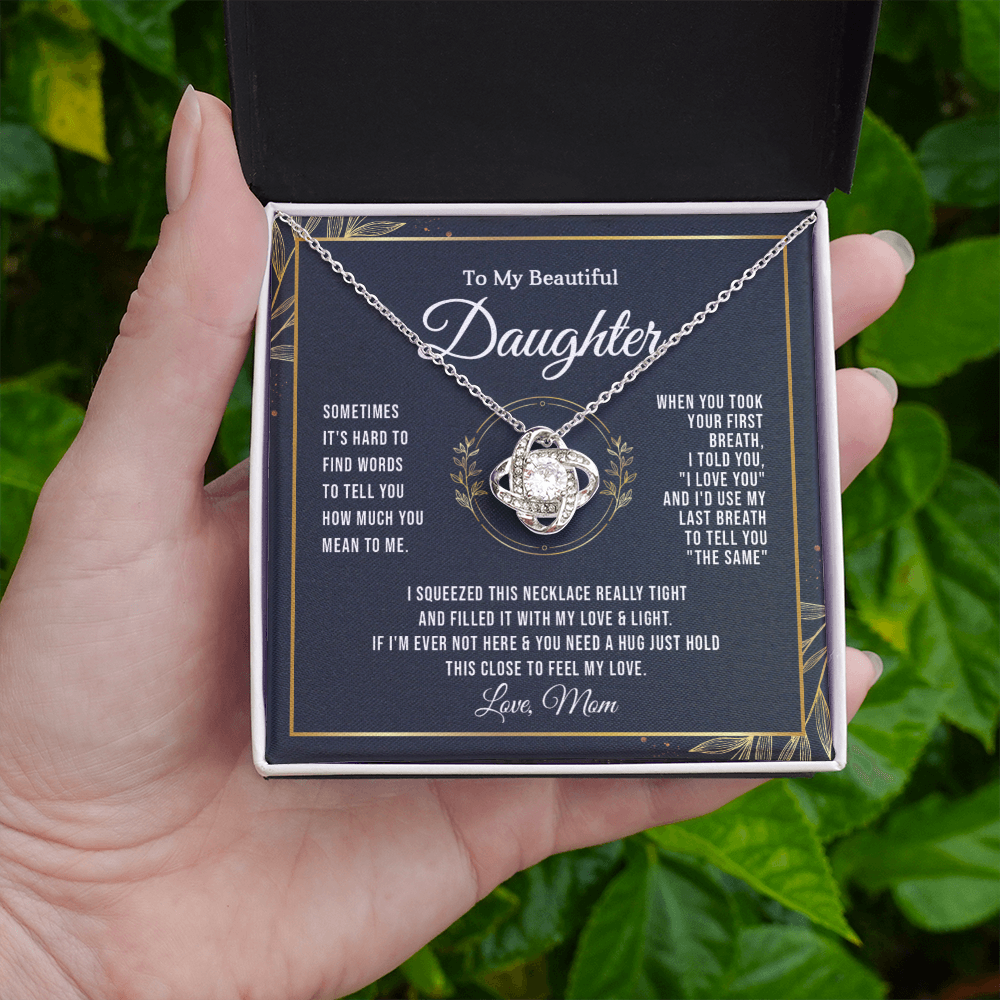 To My Beautiful
Daughter
SOMETIMES
IT'S HARD TO
FIND WORDS
TO TELL YOU
HOW MUCH YOU
MEAN TO ME.
WHEN YOU TOOK
YOUR FIRST
BREATH,
I TOLD YOU,
"I LOVE YOU"
AND I'D USE MY
LAST BREATH
TO TELL YOU
"THE SAME"
I SQUEEZED THIS NECKLACE REALLY TIGHT
AND FILLED IT WITH MY LOVE & LIGHT.
IF I'M EVER NOT HERE & YOU NEED A HUG JUST HOLD
THIS CLOSE TO FEEL MY LOVE.
Love, Mom